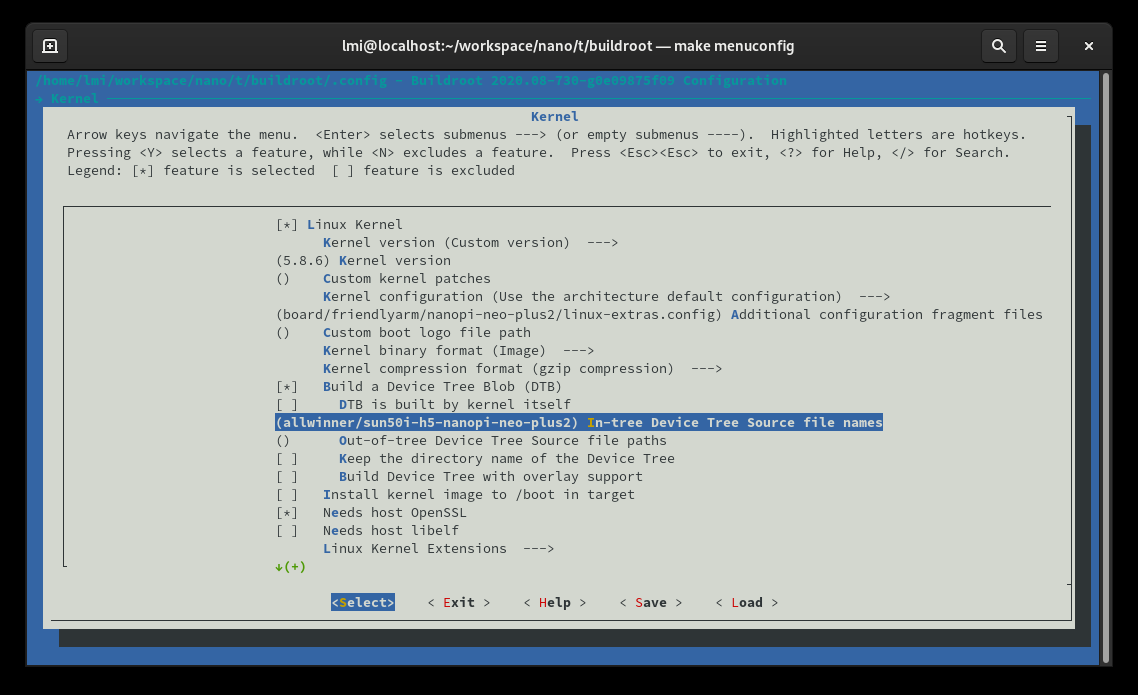 lmi@localhost:~/workspace/nano/t/buildroot — make menuconfig
/home/lmi/workspace/nano/t/buildroot/.config - Buildroot 2020.08-730-g0e09875f09 Configuration
→ Kernel
Kernel
Arrow keys navigate the menu.  <Enter> selects submenus ---> (or empty submenus ----).  Highlighted letters are hotkeys.
Pressing <Y> selects a feature, while <N> excludes a feature.  Press <Esc><Esc> to exit, <?> for Help, </> for Search.
Legend: [*] feature is selected  [ ] feature is excluded
[*] Linux Kernel
Kernel version (Custom version)  --->
(5.8.6) Kernel version
()    Custom kernel patches
Kernel configuration (Use the architecture default configuration)  --->
(board/friendlyarm/nanopi-neo-plus2/linux-extras.config) Additional configuration fragment files
()    Custom boot logo file path
Kernel binary format (Image)  --->
Kernel compression format (gzip compression)  --->
[*]   Build a Device Tree Blob (DTB)
[ ]     DTB is built by kernel itself
(allwinner/sun50i-h5-nanopi-neo-plus2) In-tree Device Tree Source file names
()      Out-of-tree Device Tree Source file paths
[ ]     Keep the directory name of the Device Tree
[ ]     Build Device Tree with overlay support
[ ]   Install kernel image to /boot in target
[*]   Needs host OpenSSL
[ ]   Needs host libelf
Linux Kernel Extensions  --->
↓(+)
<Select>    < Exit >    < Help >    < Save >    < Load >